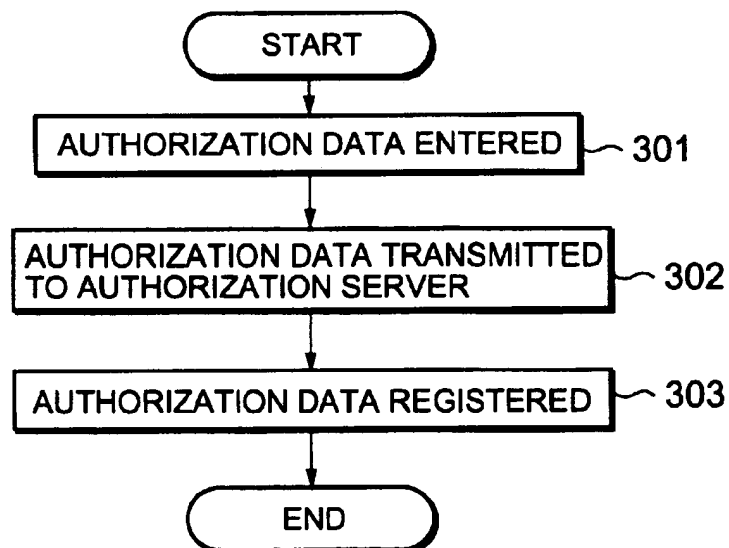 START
AUTHORIZATION DATA ENTERED
301
AUTHORIZATION DATA TRANSMITTED
TO AUTHORIZATION SERVER
302
AUTHORIZATION DATA REGISTERED
303
END